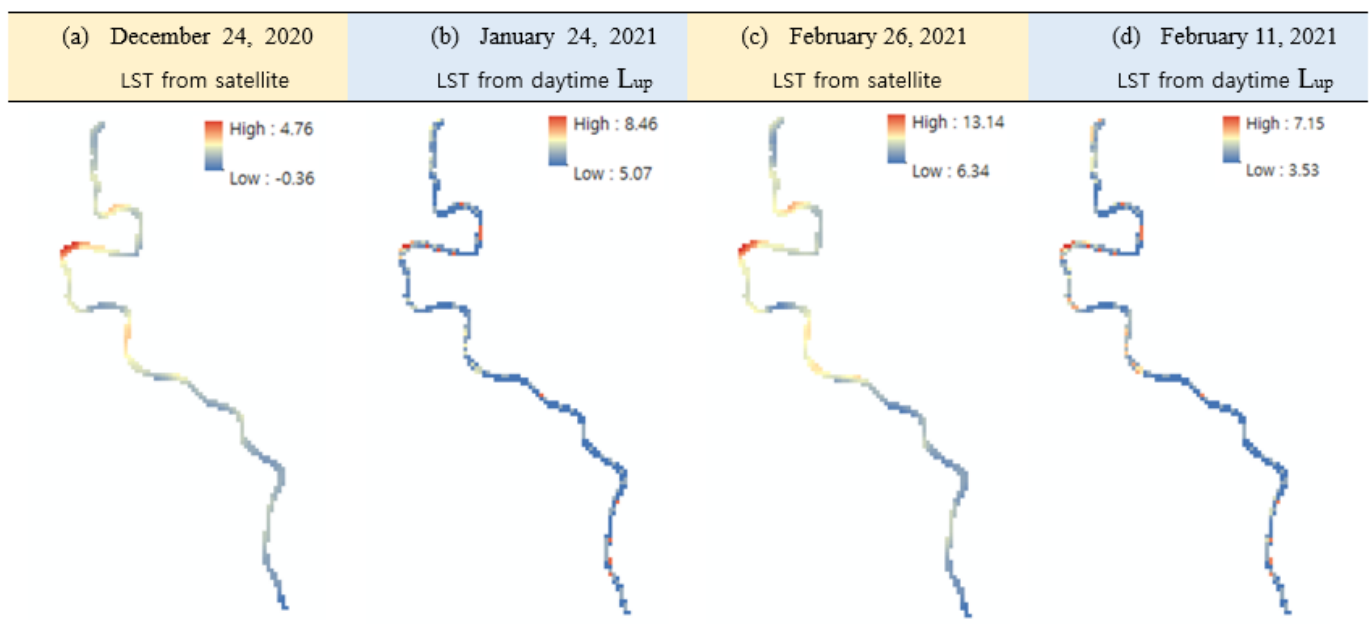 (a) December 24, 2020
LST from satellite
(b) January 24, 2021
LST from daytime Lup
(c) February 26, 2021
LST from satellite
(d) February 11, 2021
LST from daytime Lup
High : 4.76
Low : -0.36
High : 8.46
Low : 5.07
High : 13.14
Low : 6.34
High : 7.15
Low : 3.53